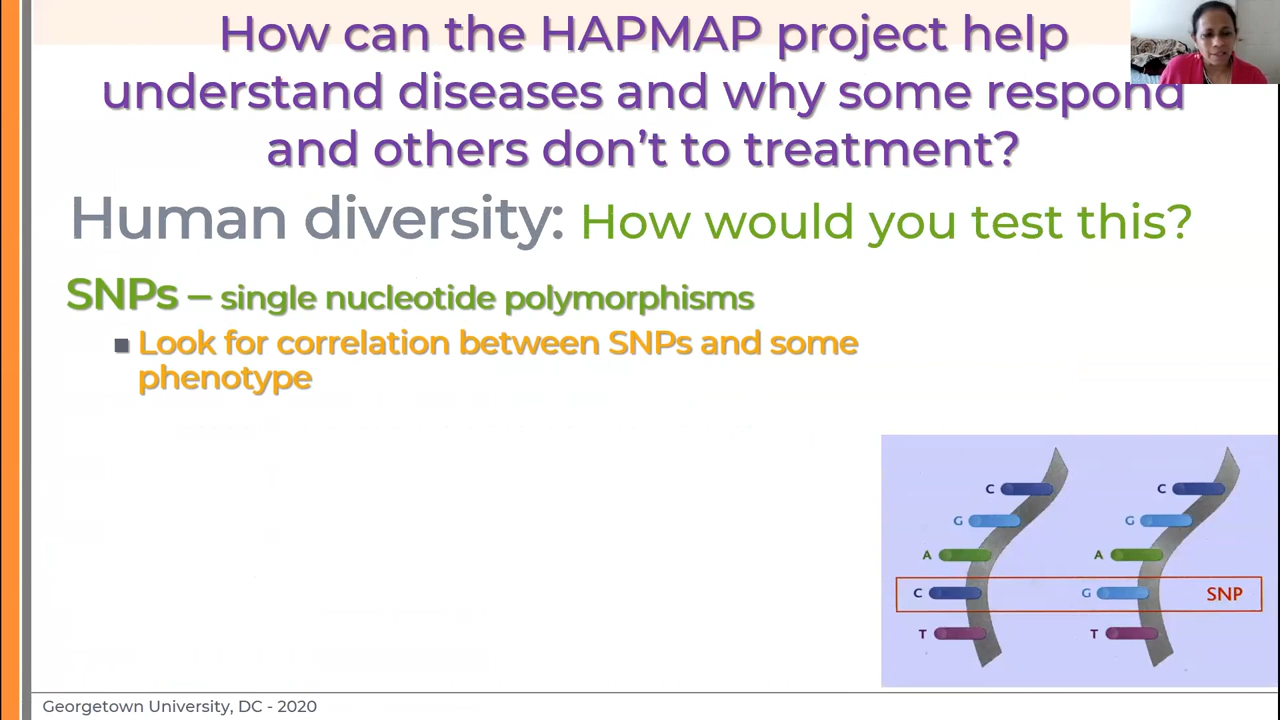 How can the HAPMAP project help
understand diseases and why some respond
and others don't to treatment?
Human diversity: How would you test this?
SNPs – single nucleotide polymorphisms
■ Look for correlation between SNPs and some
phenotype
C C
G G
A A
C G SNP
T T
Georgetown University, DC - 2020